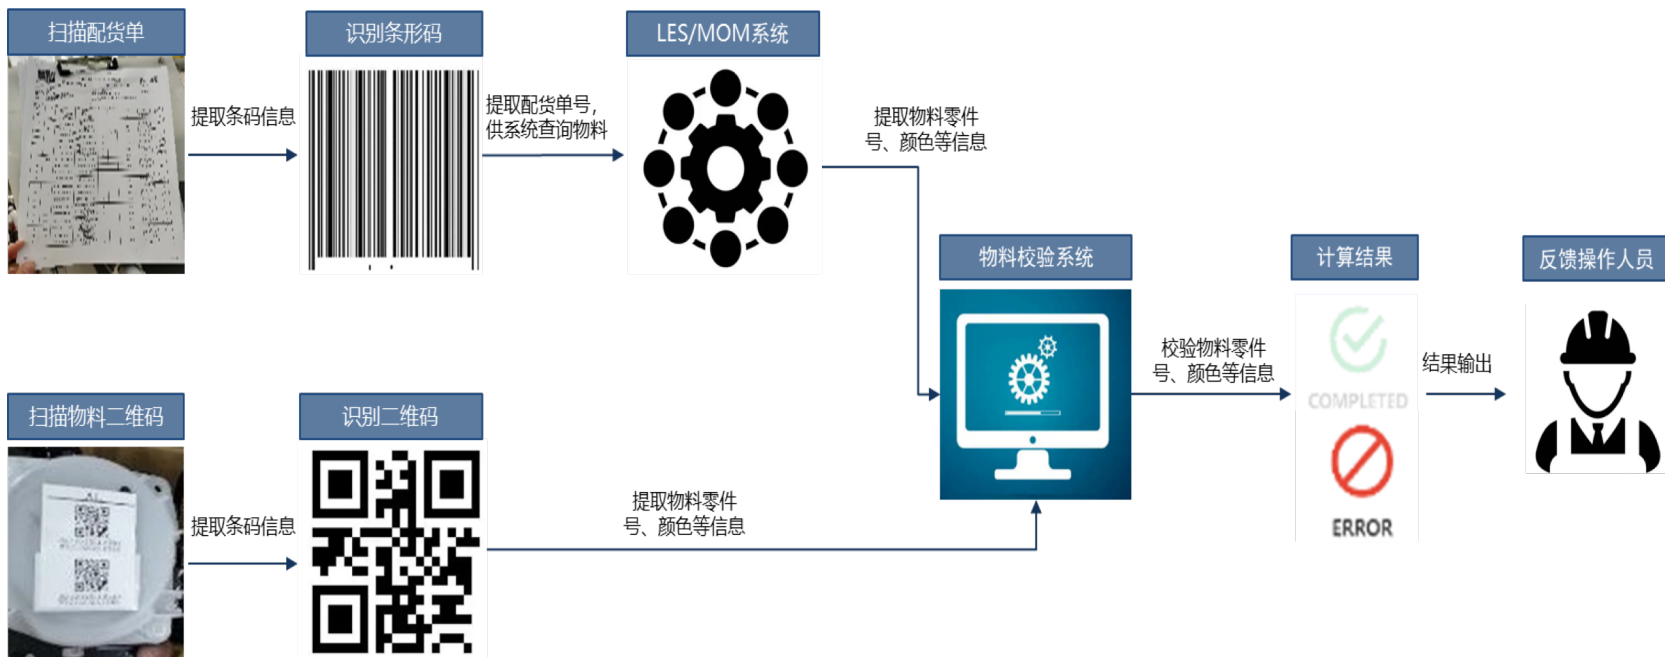 扫描配货单
提取条码信息
识别条形码
提取配货单号，
供系统查询物料
LES/MOM系统
提取物料零件
号、颜色等信息
扫描物料二维码
提取条码信息
识别二维码
提取物料零件
号、颜色等信息
物料校验系统
校验物料零件
号、颜色等信息
计算结果
COMPLETED
ERROR
结果输出
反馈操作人员